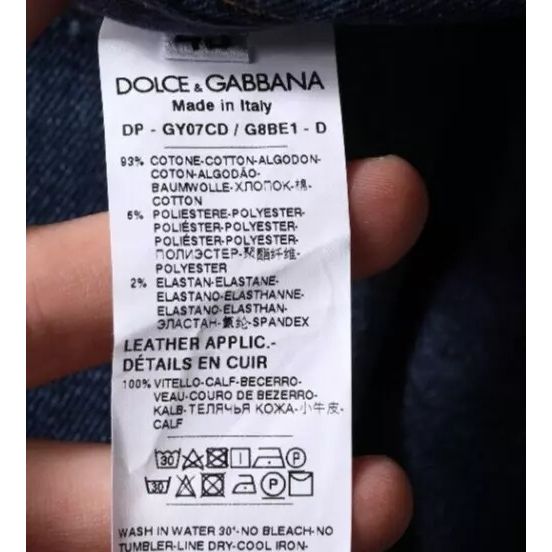 DOLCE & GABBANA
Made in Italy
DP - GY07CD / G8BE1 - D
93% COTONE-COTTON-ALGODON-
COTON-ALGODÃO-
BAUMWOLLE-ХЛОПОК-棉-
COTTON
5% POLIESTERE-POLYESTER-
POLIÉSTER-POLYESTER-
POLIÉSTER-POLYESTER-
ПОЛИЭСТЕР-聚酯纤维-
POLYESTER
2% ELASTAN-ELASTANE-
ELASTANO-ELASTHANNE-
ELASTANO-ELASTHAN-
ЭЛАСТАН-氨纶-SPANDEX
LEATHER APPLIC.-
DÉTAILS EN CUIR
100% VITELLO-CALF-BECERRO-
VEAU-COURO DE BEZERRO-
KALB-ТЕЛЯЧЬЯ КОЖА-小牛皮-
CALF
30 P
30 P
WASH IN WATER 30°-NO BLEACH-NO
TUMBLER-LINE DRY-COOL IRON-